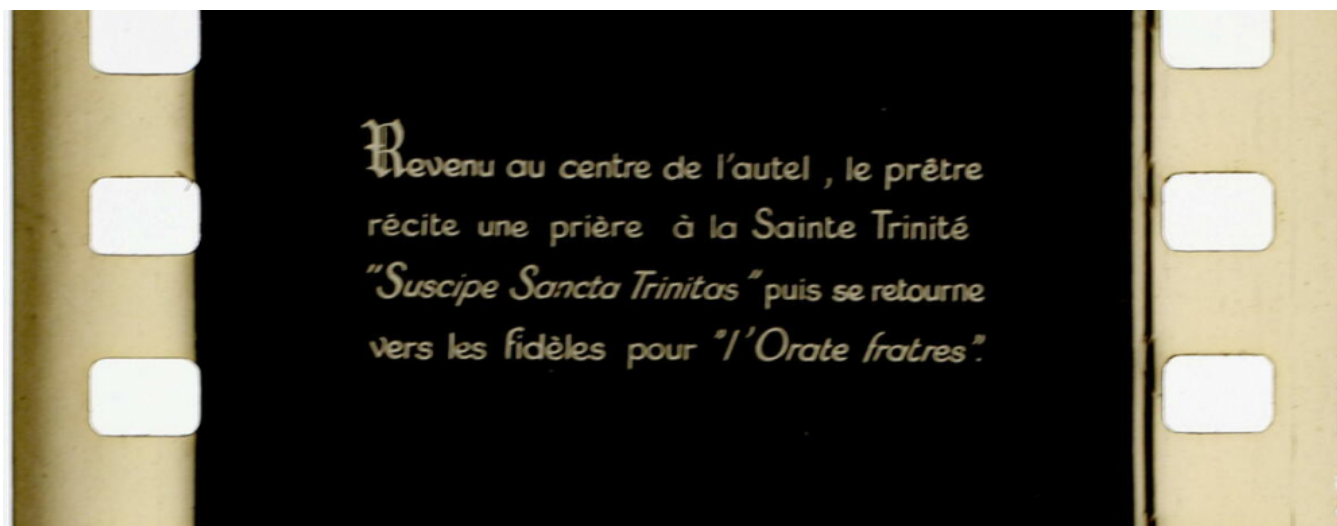 Revenu au centre de l'autel , le prêtre
récite une prière à la Sainte Trinité
"Suscipe Sancta Trinitas" puis se retourne
vers les fidèles pour "l'Orate fratres".